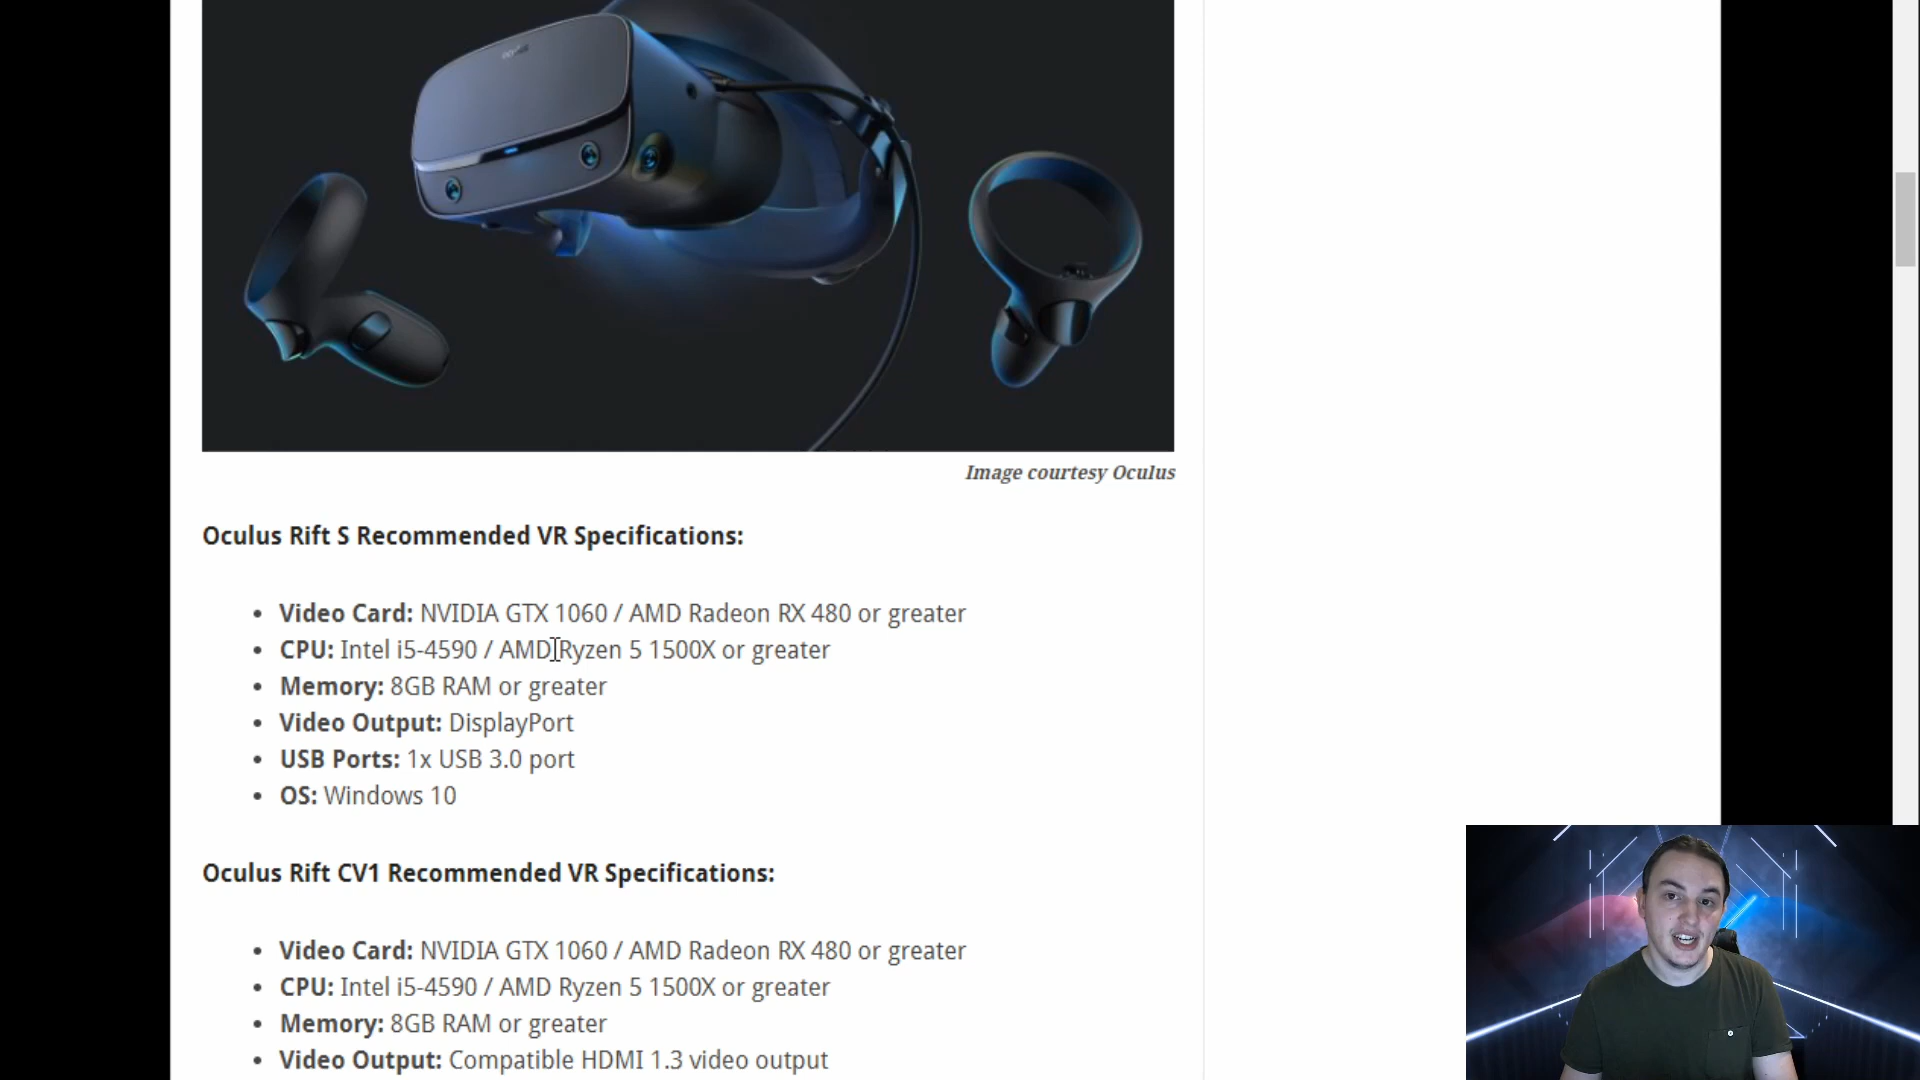 Image courtesy Oculus
Oculus Rift S Recommended VR Specifications:
• Video Card: NVIDIA GTX 1060 / AMD Radeon RX 480 or greater
• CPU: Intel i5-4590 / AMD Ryzen 5 1500X or greater
• Memory: 8GB RAM or greater
• Video Output: DisplayPort
• USB Ports: 1x USB 3.0 port
• OS: Windows 10
Oculus Rift CV1 Recommended VR Specifications:
• Video Card: NVIDIA GTX 1060 / AMD Radeon RX 480 or greater
• CPU: Intel i5-4590 / AMD Ryzen 5 1500X or greater
• Memory: 8GB RAM or greater
• Video Output: Compatible HDMI 1.3 video output